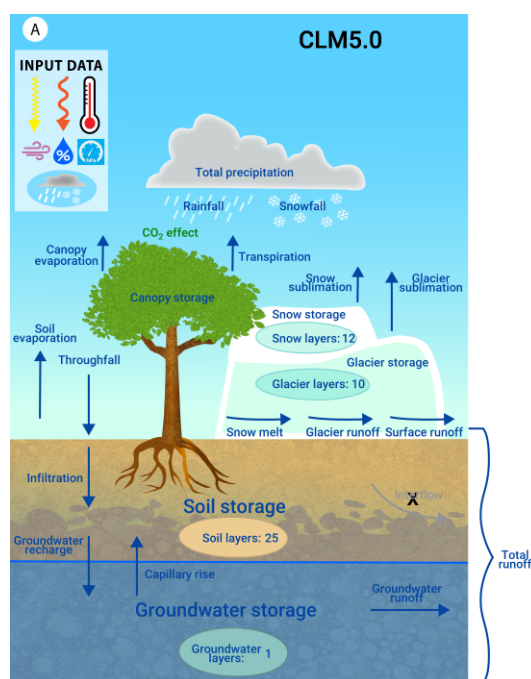 A
CLM5.0
INPUT DATA
%
hPa
Total precipitation
Rainfall
Snowfall
CO2 effect
Canopy
evaporation
Transpiration
Canopy storage
Snow
sublimation
Glacier
sublimation
Soil
evaporation
Throughfall
Snow storage
Snow layers: 12
Glacier storage
Glacier layers: 10
Snow melt
Glacier runoff
Surface runoff
Infiltration
Interflow
X
Soil storage
Soil layers: 25
Groundwater
recharge
Capillary rise
Total
runoff
Groundwater
runoff
Groundwater storage
Groundwater
layers: 1